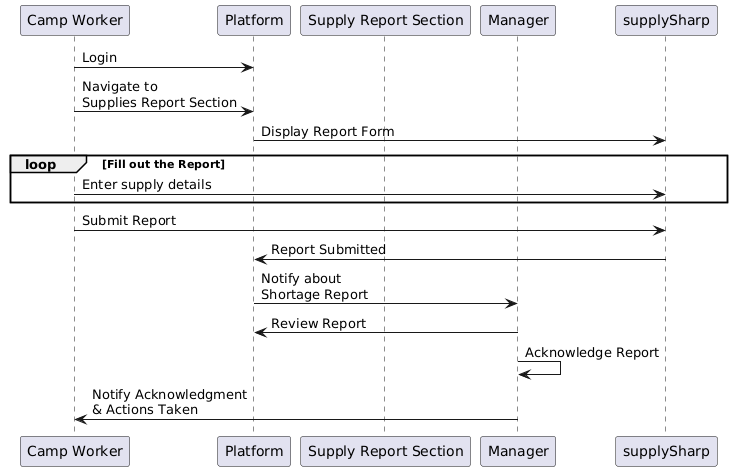 Camp Worker
Platform
Supply Report Section
Manager
supplySharp
Login
Navigate to
Supplies Report Section
Display Report Form
loop
[Fill out the Report]
Enter supply details
Submit Report
Report Submitted
Notify about
Shortage Report
Review Report
Acknowledge Report
Notify Acknowledgment
& Actions Taken
Camp Worker
Platform
Supply Report Section
Manager
supplySharp